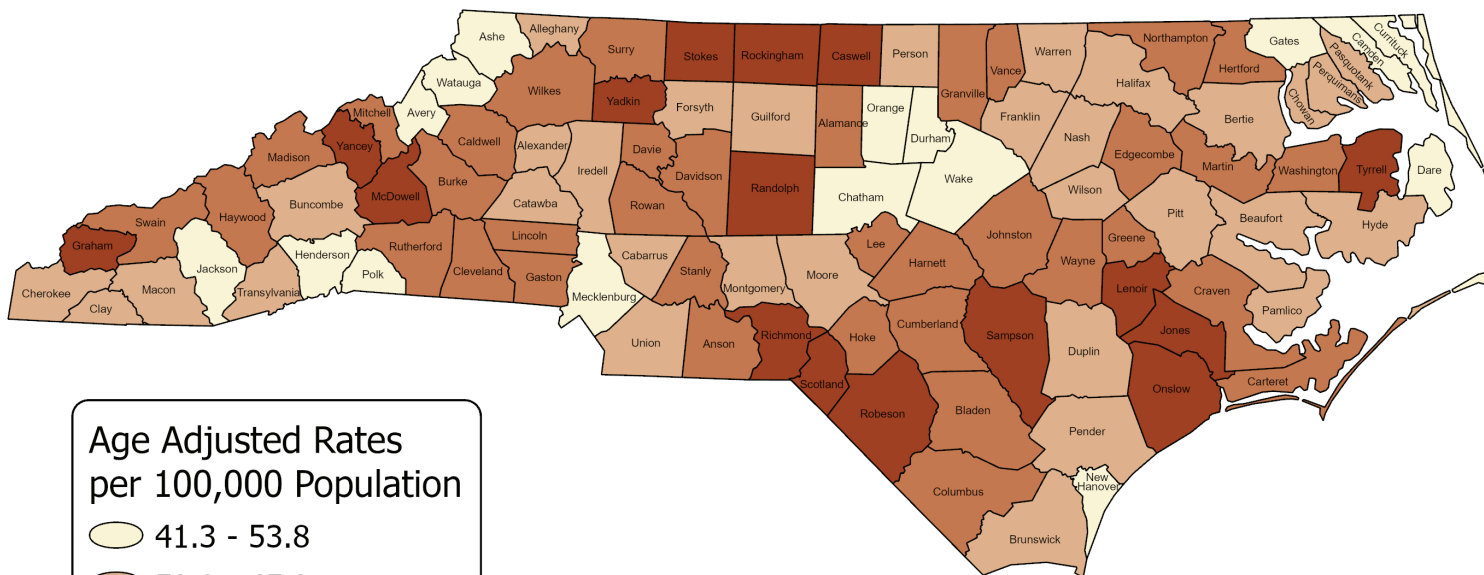 Ashe
Alleghany
Surry
Stokes
Rockingham
Caswell
Person
Granville
Vance
Warren
Northampton
Hertford
Gates
Currituck
Camden
Pasquotank
Perquimans
Chowan
Watauga
Wilkes
Yadkin
Forsyth
Guilford
Alamance
Orange
Durham
Franklin
Halifax
Bertie
Mitchell
Avery
Caldwell
Alexander
Iredell
Davie
Davidson
Randolph
Chatham
Wake
Nash
Edgecombe
Martin
Washington
Tyrrell
Dare
Madison
Yancey
McDowell
Burke
Catawba
Rowan
Wilson
Pitt
Beaufort
Hyde
Graham
Swain
Haywood
Buncombe
Rutherford
Cleveland
Lincoln
Gaston
Cabarrus
Stanly
Montgomery
Moore
Lee
Harnett
Johnston
Wayne
Greene
Lenoir
Craven
Pamlico
Cherokee
Clay
Macon
Jackson
Transylvania
Henderson
Polk
Mecklenburg
Union
Anson
Richmond
Scotland
Hoke
Cumberland
Sampson
Duplin
Jones
Onslow
Carteret
Robeson
Bladen
Pender
Columbus
New
Hanover
Brunswick
Age Adjusted Rates
per 100,000 Population
41.3 - 53.8